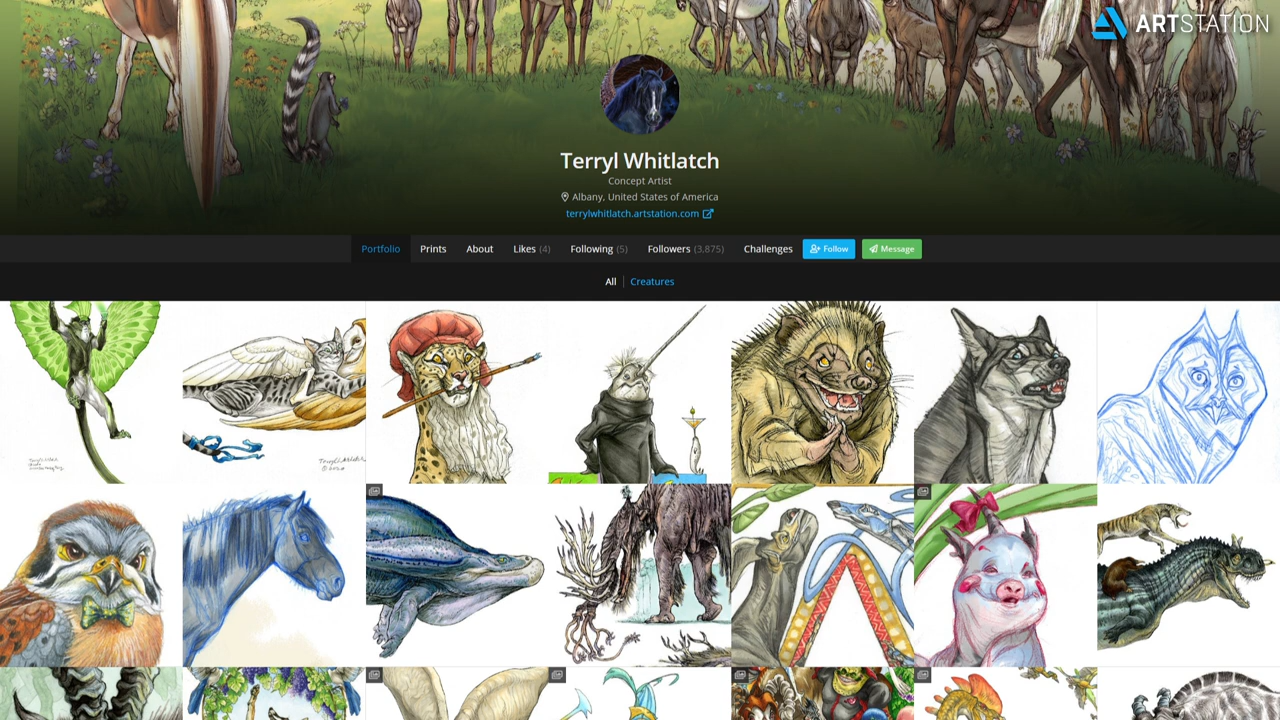 ARTSTATION
Terryl Whitlatch
Concept Artist
Albany, United States of America
terrylwhitlatch.artstation.com
Portfolio Prints About Likes (4) Following (5) Followers (3,875) Challenges Follow Message
All Creatures